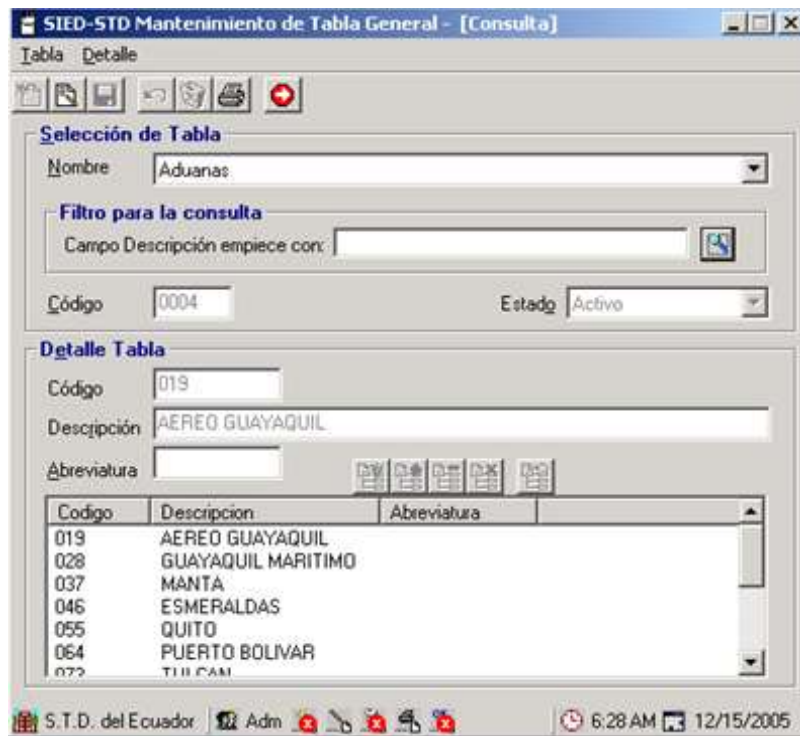 SIED-STD Mantenimiento de Tabla General - [Consulta]
Tabla Detalle
Selección de Tabla
Nombre Aduanas
Filtro para la consulta
Campo Descripción empiece con:
Código 0004 Estado Activo
Detalle Tabla
Código 019
Descripción AEREO GUAYAQUIL
Abreviatura
Codigo Descripcion Abreviatura
019 AEREO GUAYAQUIL
028 GUAYAQUIL MARITIMO
037 MANTA
046 ESMERALDAS
055 QUITO
064 PUERTO BOLIVAR
073 TULCAN
S.T.D. del Ecuador Adm 6:28 AM 12/15/2005